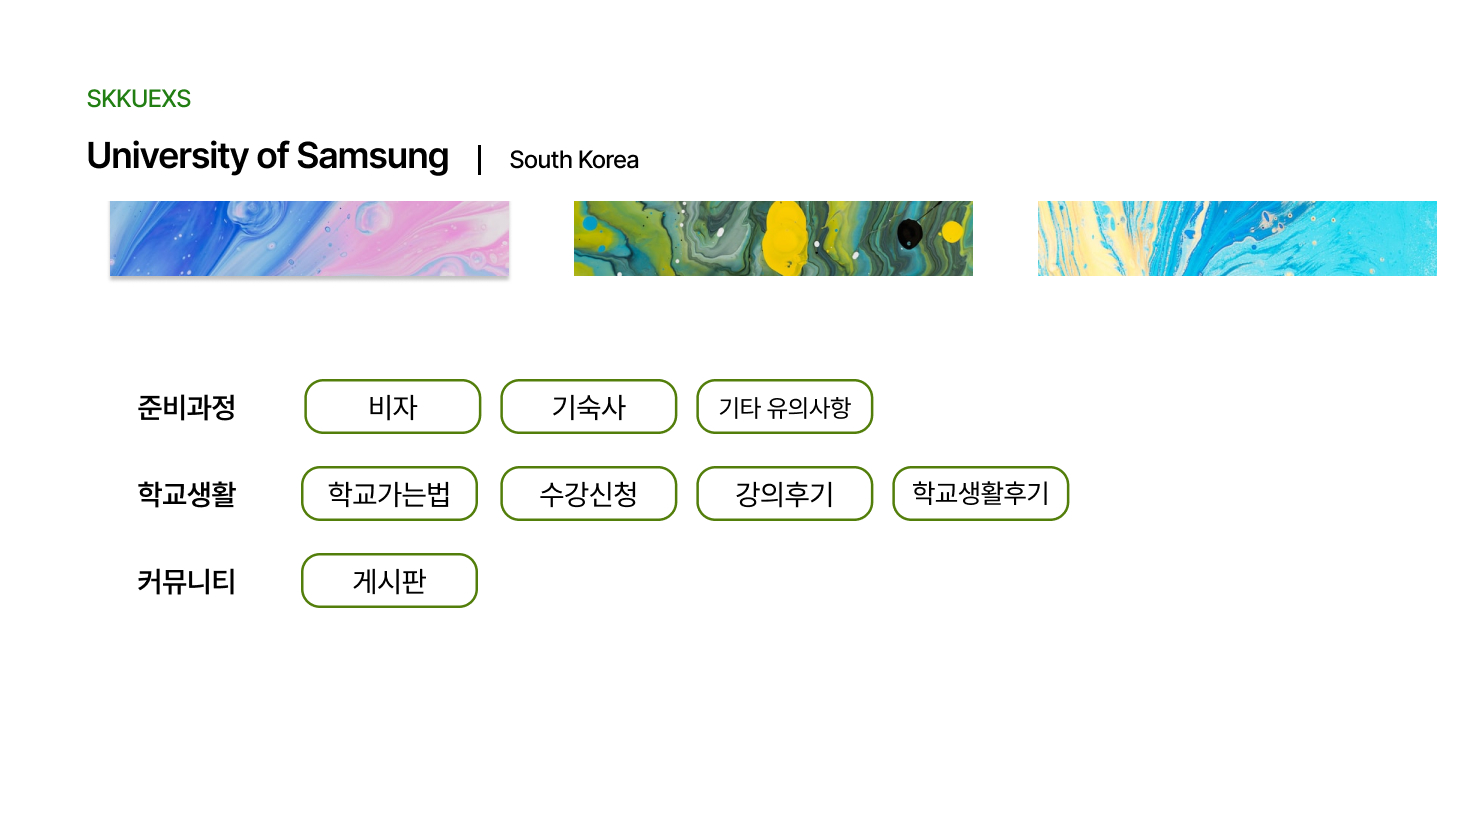 SKKUEXS
University of Samsung | South Korea
준비과정 비자 기숙사 기타 유의사항
학교생활 학교가는법 수강신청 강의후기 학교생활후기
커뮤니티 게시판